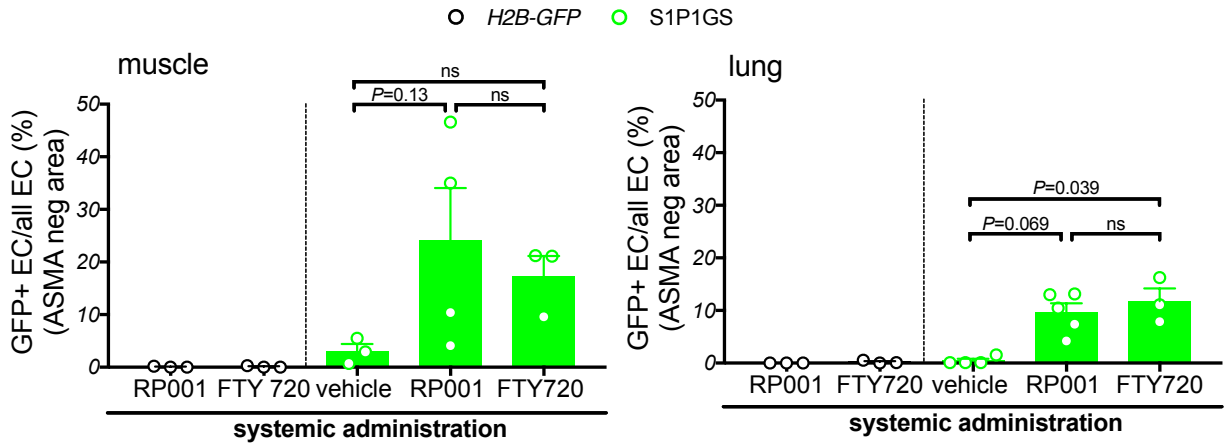 H2B-GFP S1P1GS
muscle
ns
P=0.13 ns
GFP+ EC/all EC (%)
(ASMA neg area)
50
40
30
20
10
0
RP001 FTY 720 vehicle RP001 FTY720
systemic administration
lung
P=0.039
P=0.069 ns
GFP+ EC/all EC (%)
(ASMA neg area)
50
40
30
20
10
0
RP001 FTY720 vehicle RP001 FTY720
systemic administration